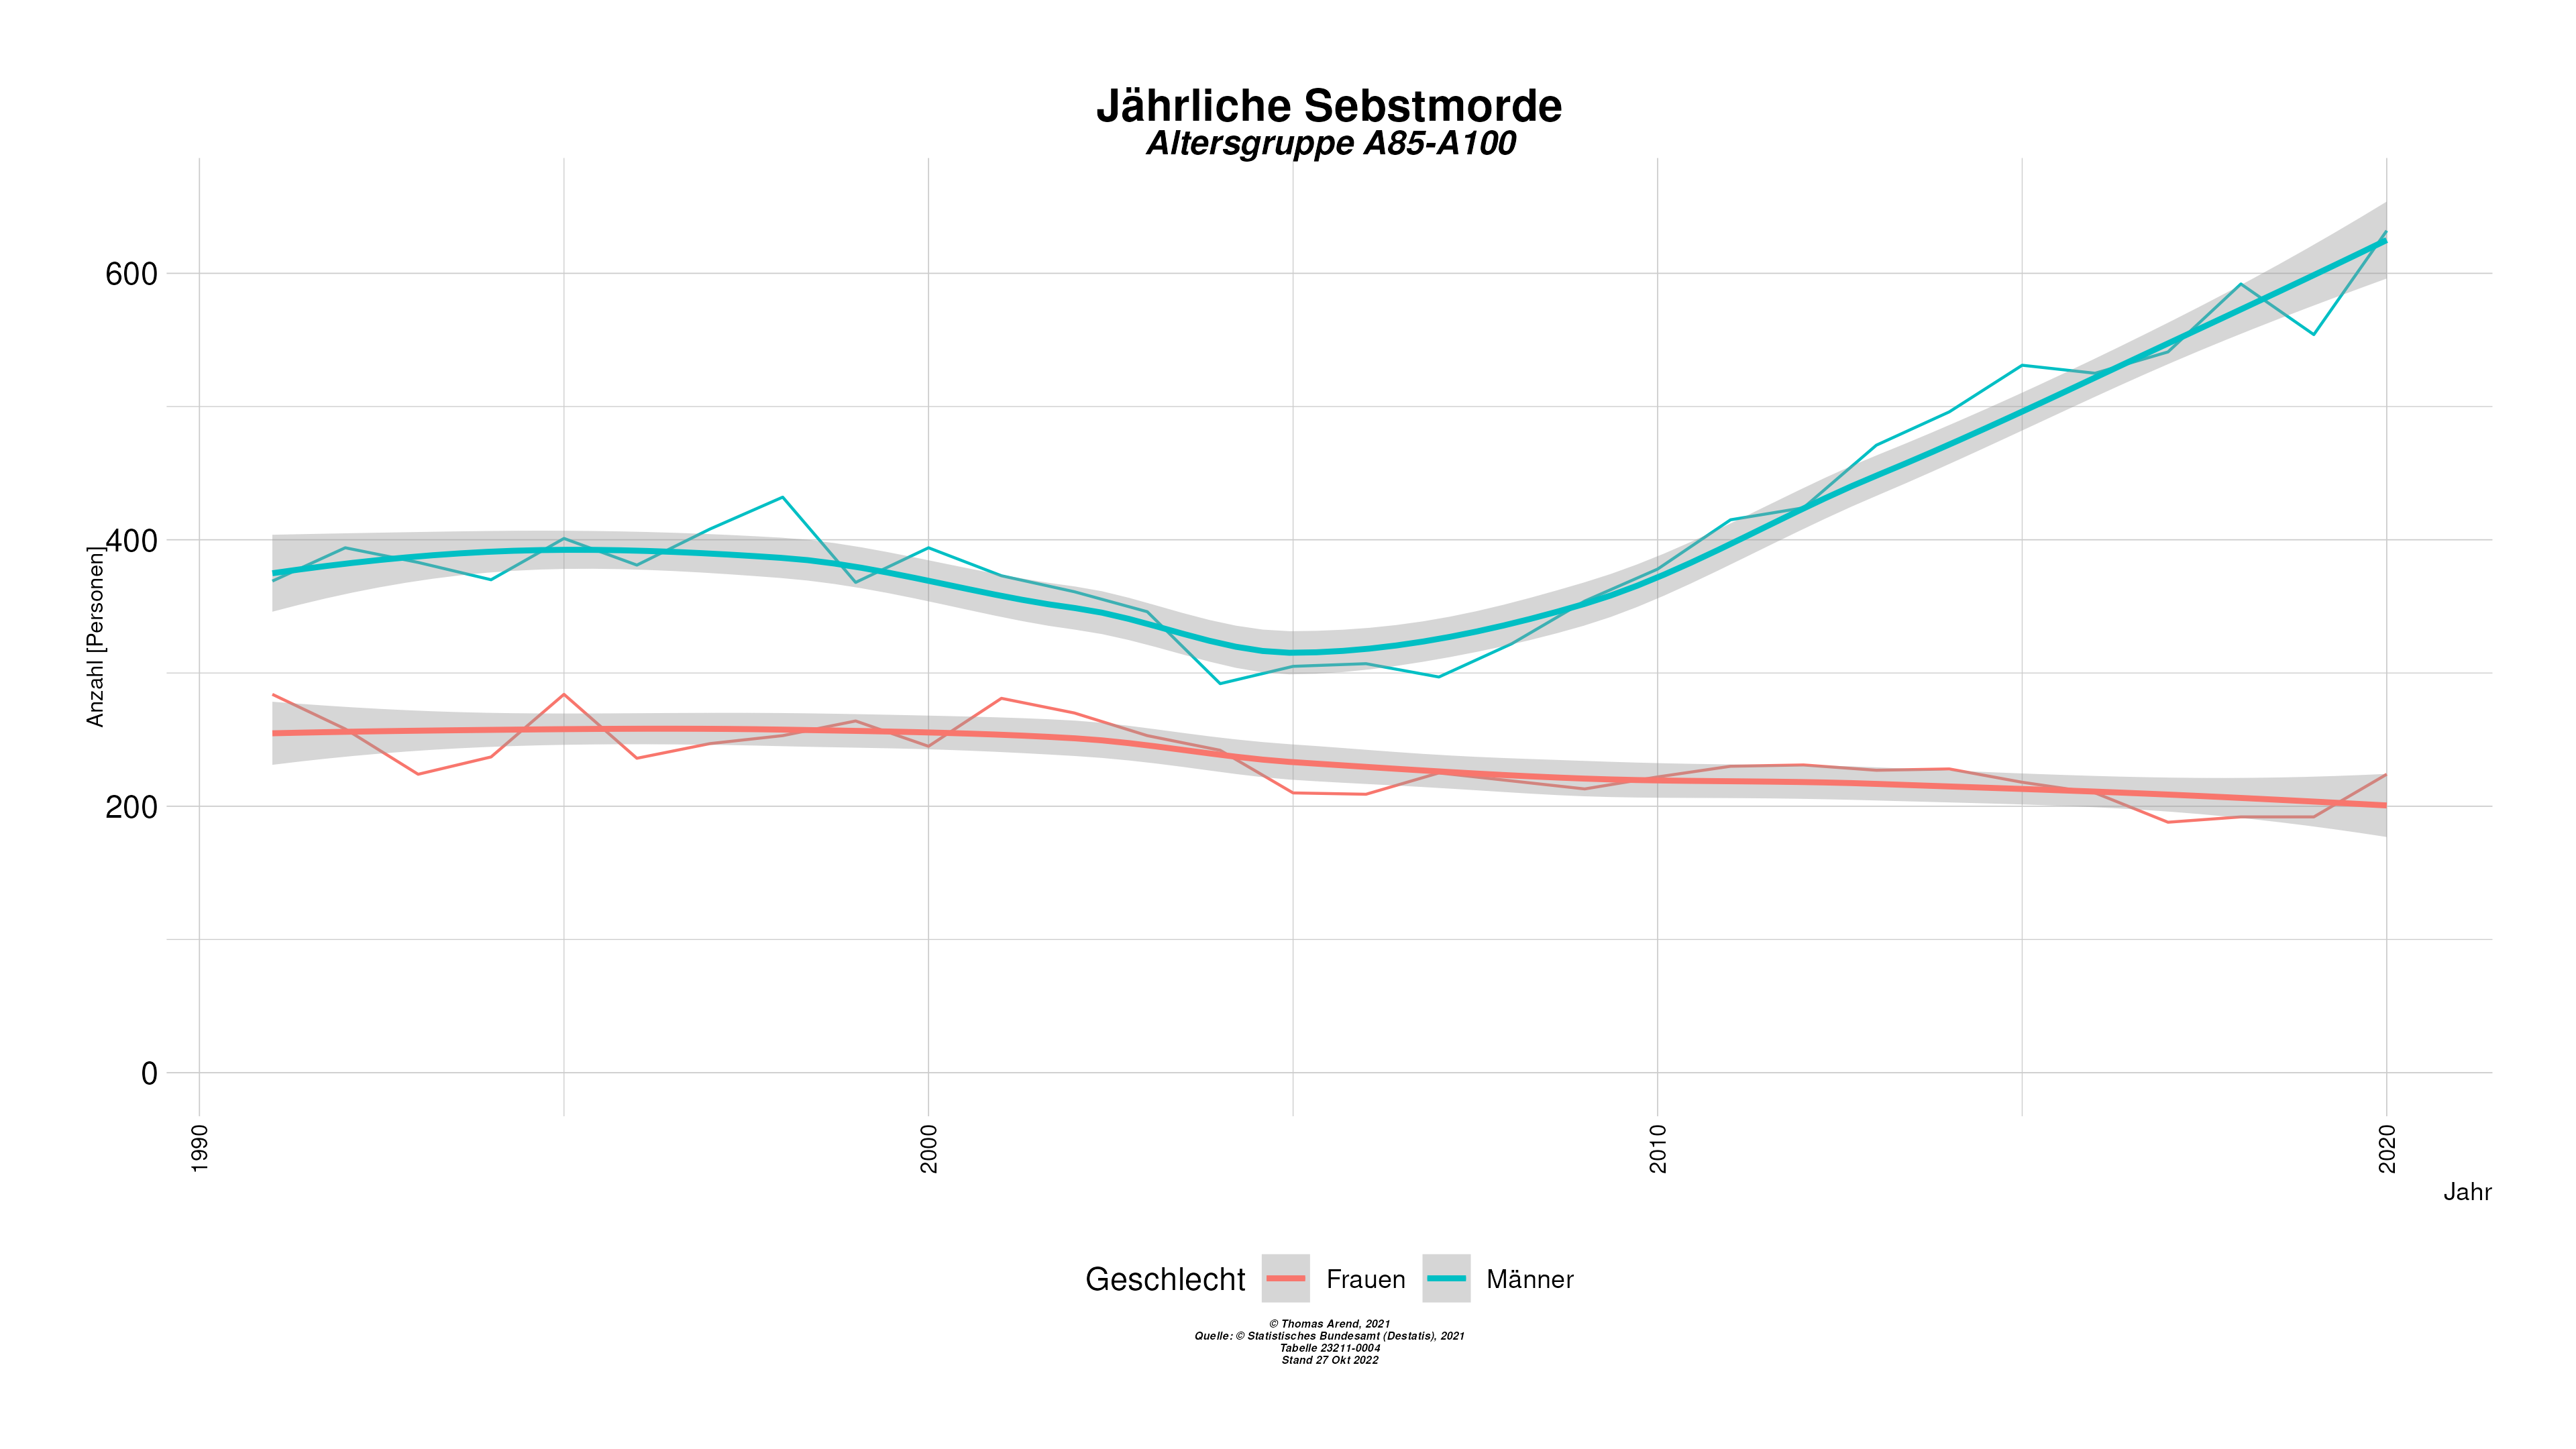 Jährliche Sebstmorde
Altersgruppe A85-A100
Anzahl [Personen]
600
400
200
0
1990
2000
2010
2020
Jahr
Geschlecht Frauen Männer
© Thomas Arend, 2021
Quelle: © Statistisches Bundesamt (Destatis), 2021
Tabelle 23211-0004
Stand 27 Okt 2022